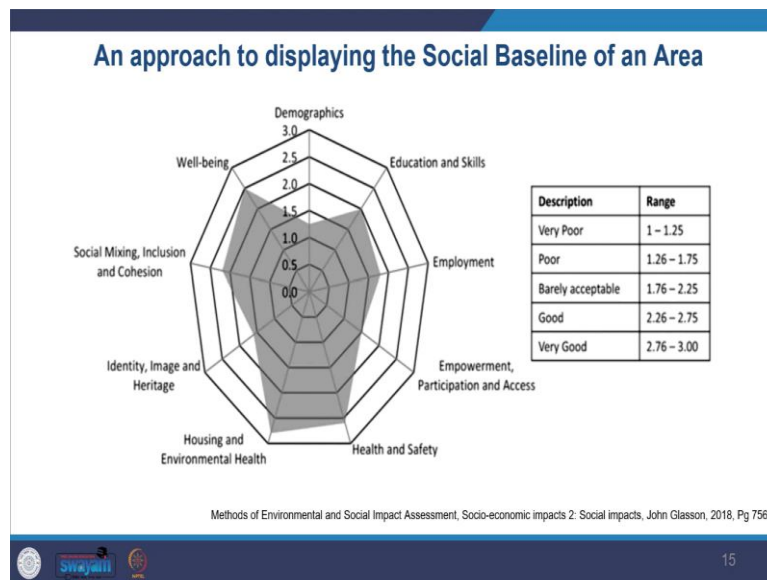 An approach to displaying the Social Baseline of an Area
Demographics
3.0
2.5
2.0
1.5
1.0
0.5
0.0
Education and Skills
Employment
Empowerment,
Participation and Access
Health and Safety
Housing and
Environmental Health
Identity, Image and
Heritage
Social Mixing, Inclusion
and Cohesion
Well-being
Description Range
Very Poor 1 – 1.25
Poor 1.26 – 1.75
Barely acceptable 1.76 – 2.25
Good 2.26 – 2.75
Very Good 2.76 – 3.00
Methods of Environmental and Social Impact Assessment, Socio-economic impacts 2: Social impacts, John Glasson, 2018, Pg 756
swayam
15